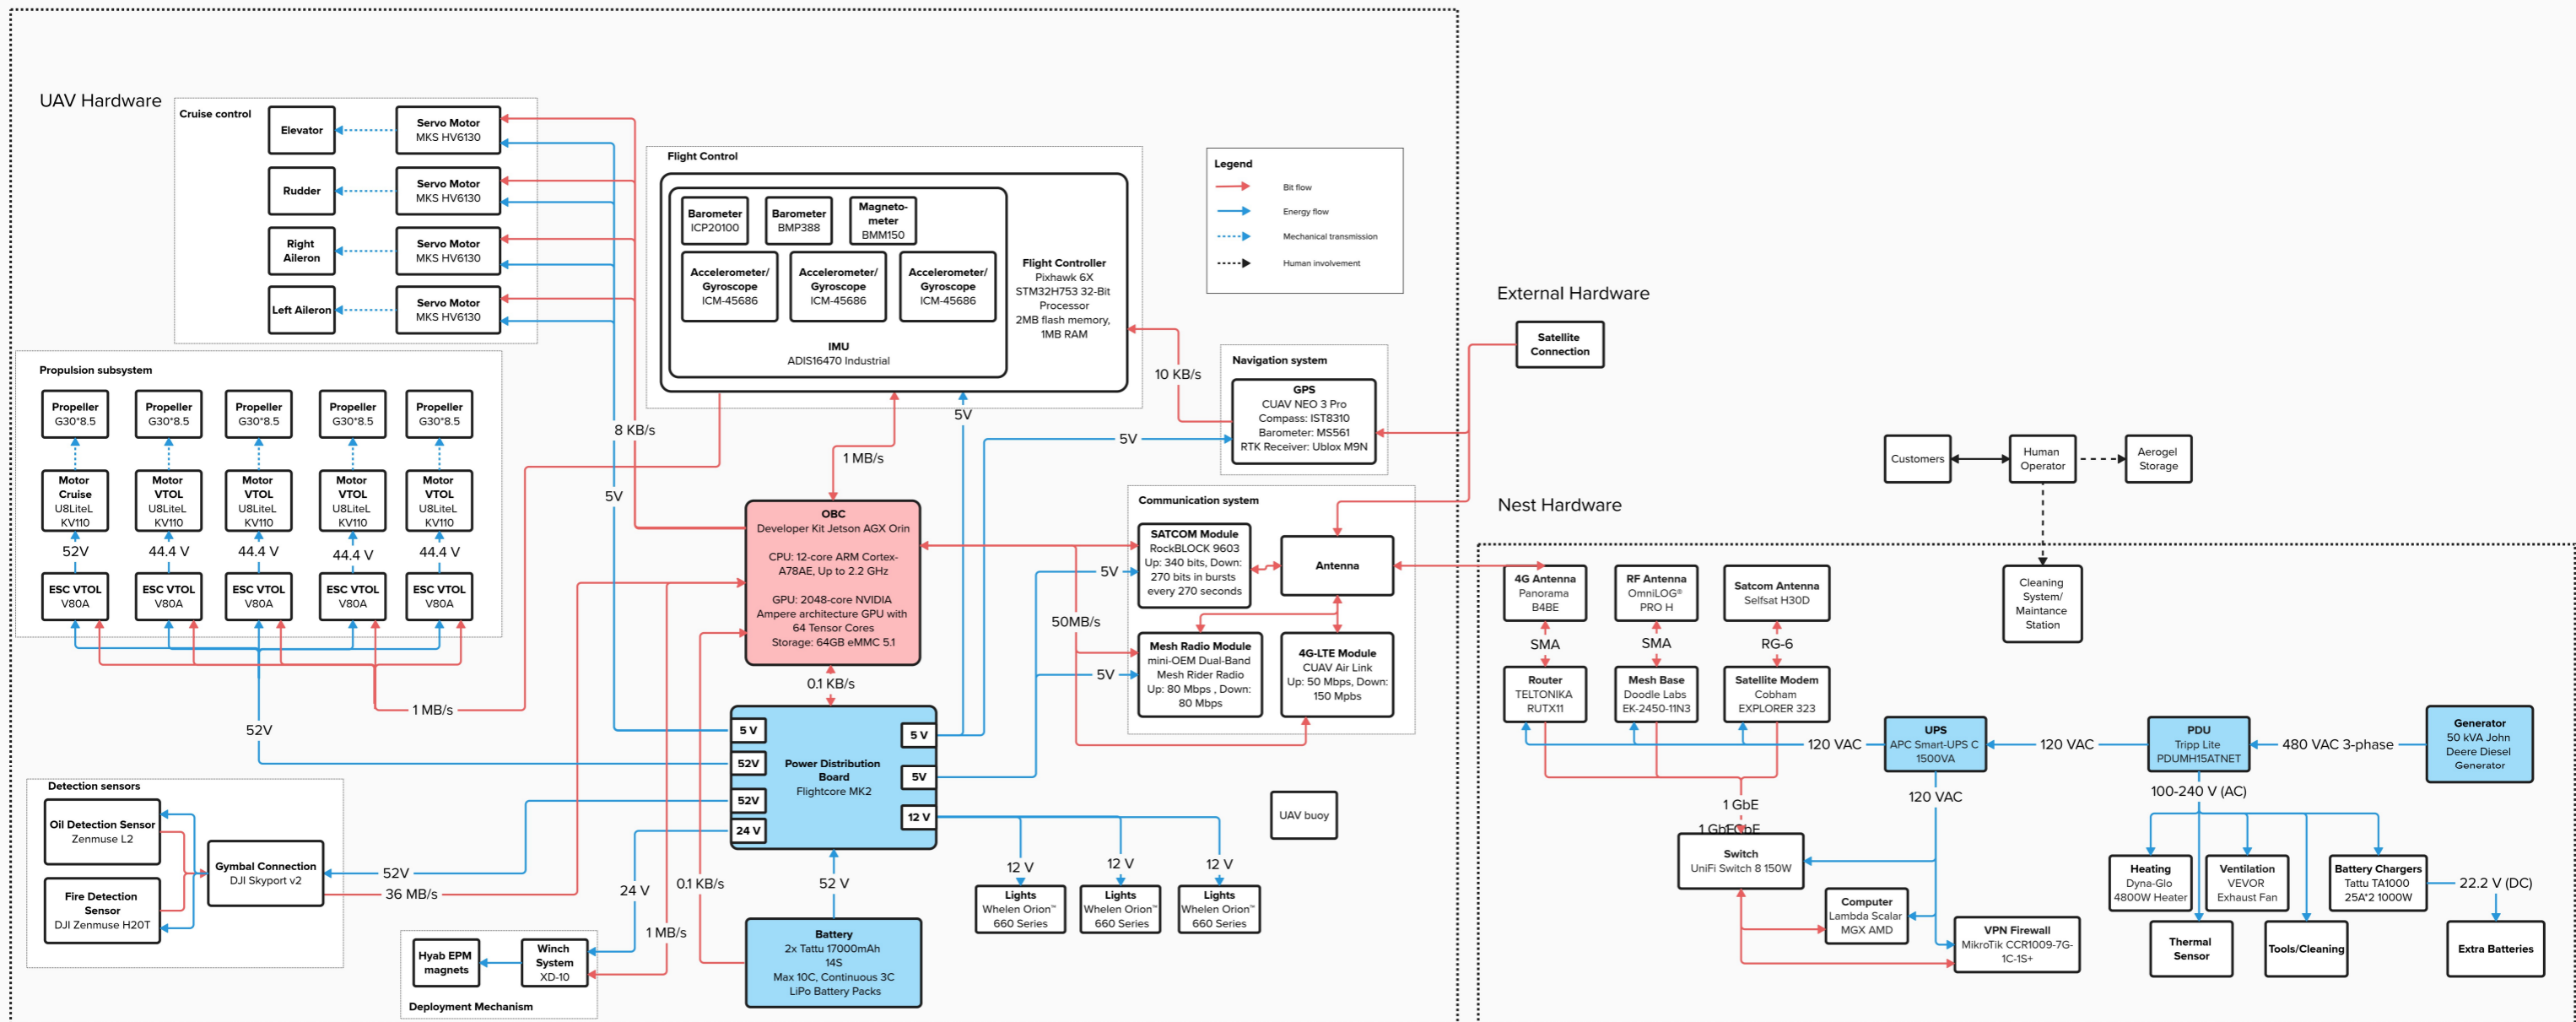 UAV Hardware
Cruise control
Elevator
Servo Motor
MKS HV6130
Rudder
Servo Motor
MKS HV6130
Right
Aileron
Servo Motor
MKS HV6130
Left Aileron
Servo Motor
MKS HV6130
Propulsion subsystem
Propeller
G30*8.5
Propeller
G30*8.5
Propeller
G30*8.5
Propeller
G30*8.5
Propeller
G30*8.5
Motor
Cruise
U8LiteL
KV110
Motor
VTOL
U8LiteL
KV110
Motor
VTOL
U8LiteL
KV110
Motor
VTOL
U8LiteL
KV110
Motor
VTOL
U8LiteL
KV110
52V
44.4 V
44.4 V
44.4 V
44.4 V
ESC VTOL
V80A
ESC VTOL
V80A
ESC VTOL
V80A
ESC VTOL
V80A
ESC VTOL
V80A
1 MB/s
52V
8 KB/s
5V
Flight Control
Barometer
ICP20100
Barometer
BMP388
Magneto-
meter
BMM150
Accelerometer/
Gyroscope
ICM-45686
Accelerometer/
Gyroscope
ICM-45686
Accelerometer/
Gyroscope
ICM-45686
IMU
ADIS16470 Industrial
Flight Controller
Pixhawk 6X
STM32H753 32-Bit
Processor
2MB flash memory,
1MB RAM
Legend
Bit flow
Energy flow
Mechanical transmission
Human involvement
10 KB/s
5V
5V
1 MB/s
Navigation system
GPS
CUAV NEO 3 Pro
Compass: IST8310
Barometer: MS561
RTK Receiver: Ublox M9N
OBC
Developer Kit Jetson AGX Orin
CPU: 12-core ARM Cortex-
A78AE, Up to 2.2 GHz
GPU: 2048-core NVIDIA
Ampere architecture GPU with
64 Tensor Cores
Storage: 64GB eMMC 5.1
0.1 KB/s
Communication system
SATCOM Module
RockBLOCK 9603
Up: 340 bits, Down:
270 bits in bursts
every 270 seconds
Antenna
5V
50MB/s
5V
Mesh Radio Module
mini-OEM Dual-Band
Mesh Rider Radio
Up: 80 Mbps , Down:
80 Mbps
4G-LTE Module
CUAV Air Link
Up: 50 Mbps, Down:
150 Mpbs
5 V
52V
52V
24 V
Power Distribution
Board
Flightcore MK2
5 V
5V
12 V
Detection sensors
Oil Detection Sensor
Zenmuse L2
Fire Detection
Sensor
DJI Zenmuse H20T
Gymbal Connection
DJI Skyport v2
52V
36 MB/s
24 V
0.1 KB/s
1 MB/s
52 V
12 V
12 V
12 V
Lights
Whelen Orion™
660 Series
Lights
Whelen Orion™
660 Series
Lights
Whelen Orion™
660 Series
UAV buoy
Battery
2x Tattu 17000mAh
14S
Max 10C, Continuous 3C
LiPo Battery Packs
Hyab EPM
magnets
Winch
System
XD-10
Deployment Mechanism
External Hardware
Satellite
Connection
Customers
Human
Operator
Aerogel
Storage
Cleaning
System/
Maintance
Station
Nest Hardware
4G Antenna
Panorama
B4BE
RF Antenna
OmniLOG®
PRO H
Satcom Antenna
Selfsat H30D
SMA
SMA
RG-6
Router
TELTONIKA
RUTX11
Mesh Base
Doodle Labs
EK-2450-11N3
Satellite Modem
Cobham
EXPLORER 323
120 VAC
UPS
APC Smart-UPS C
1500VA
120 VAC
PDU
Tripp Lite
PDUMH15ATNET
480 VAC 3-phase
Generator
50 kVA John
Deere Diesel
Generator
120 VAC
100-240 V (AC)
1 GbE
1 GbE
Switch
UniFi Switch 8 150W
Computer
Lambda Scalar
MGX AMD
VPN Firewall
MikroTik CCR1009-7G-
1C-1S+
Heating
Dyna-Glo
4800W Heater
Ventilation
VEVOR
Exhaust Fan
Battery Chargers
Tattu TA1000
25A*2 1000W
22.2 V (DC)
Thermal
Sensor
Tools/Cleaning
Extra Batteries